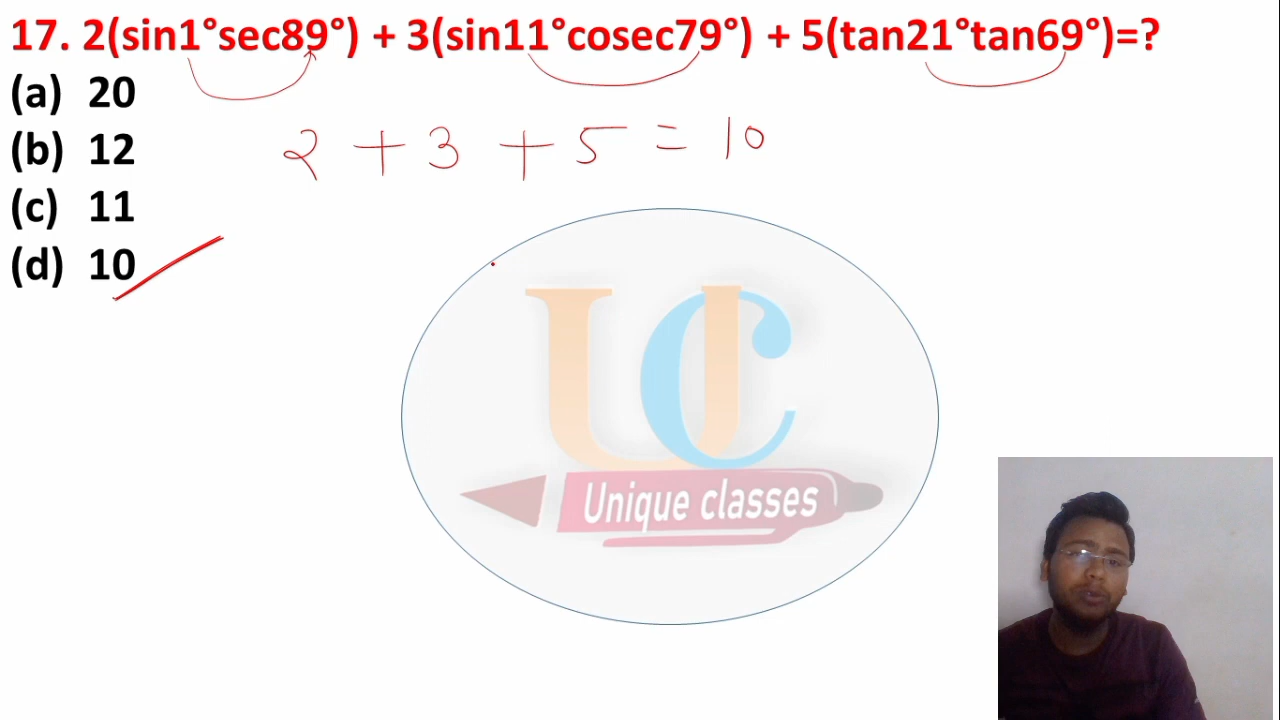 17. 2(sin1°sec89°) + 3(sin11°cosec79°) + 5(tan21°tan69°)=?
(a) 20
(b) 12
(c) 11
(d) 10
2 + 3 + 5 = 10
UC
Unique classes